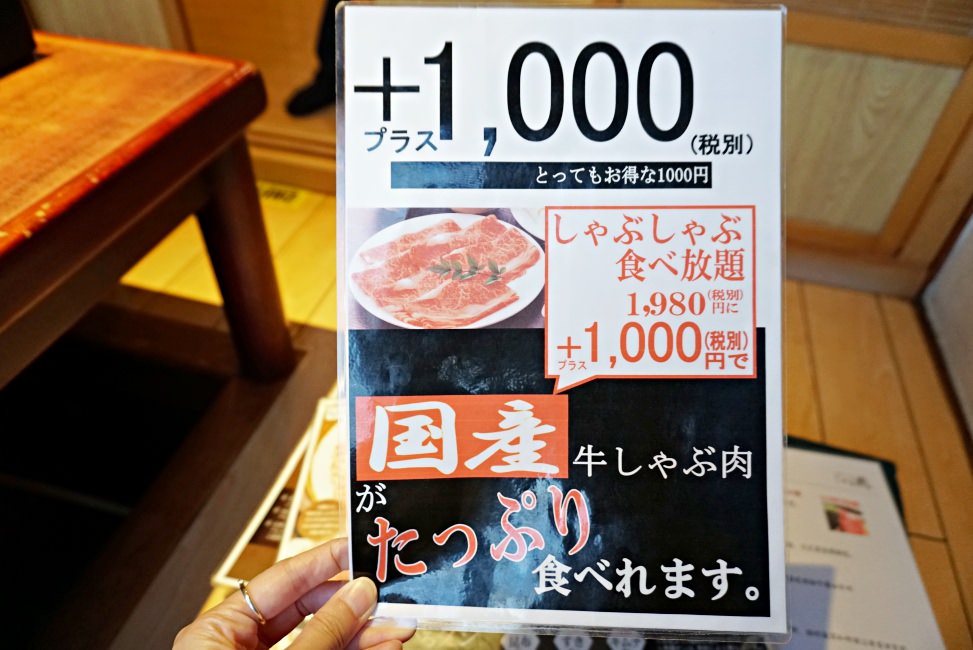 +1,000
プラス
(税別)
とってもお得な1000円
しゃぶしゃぶ
食べ放題
1,980(税別)円に
+1,000(税別)円で
プラス
国産牛しゃぶ肉
が
たっぷり
食べれます。